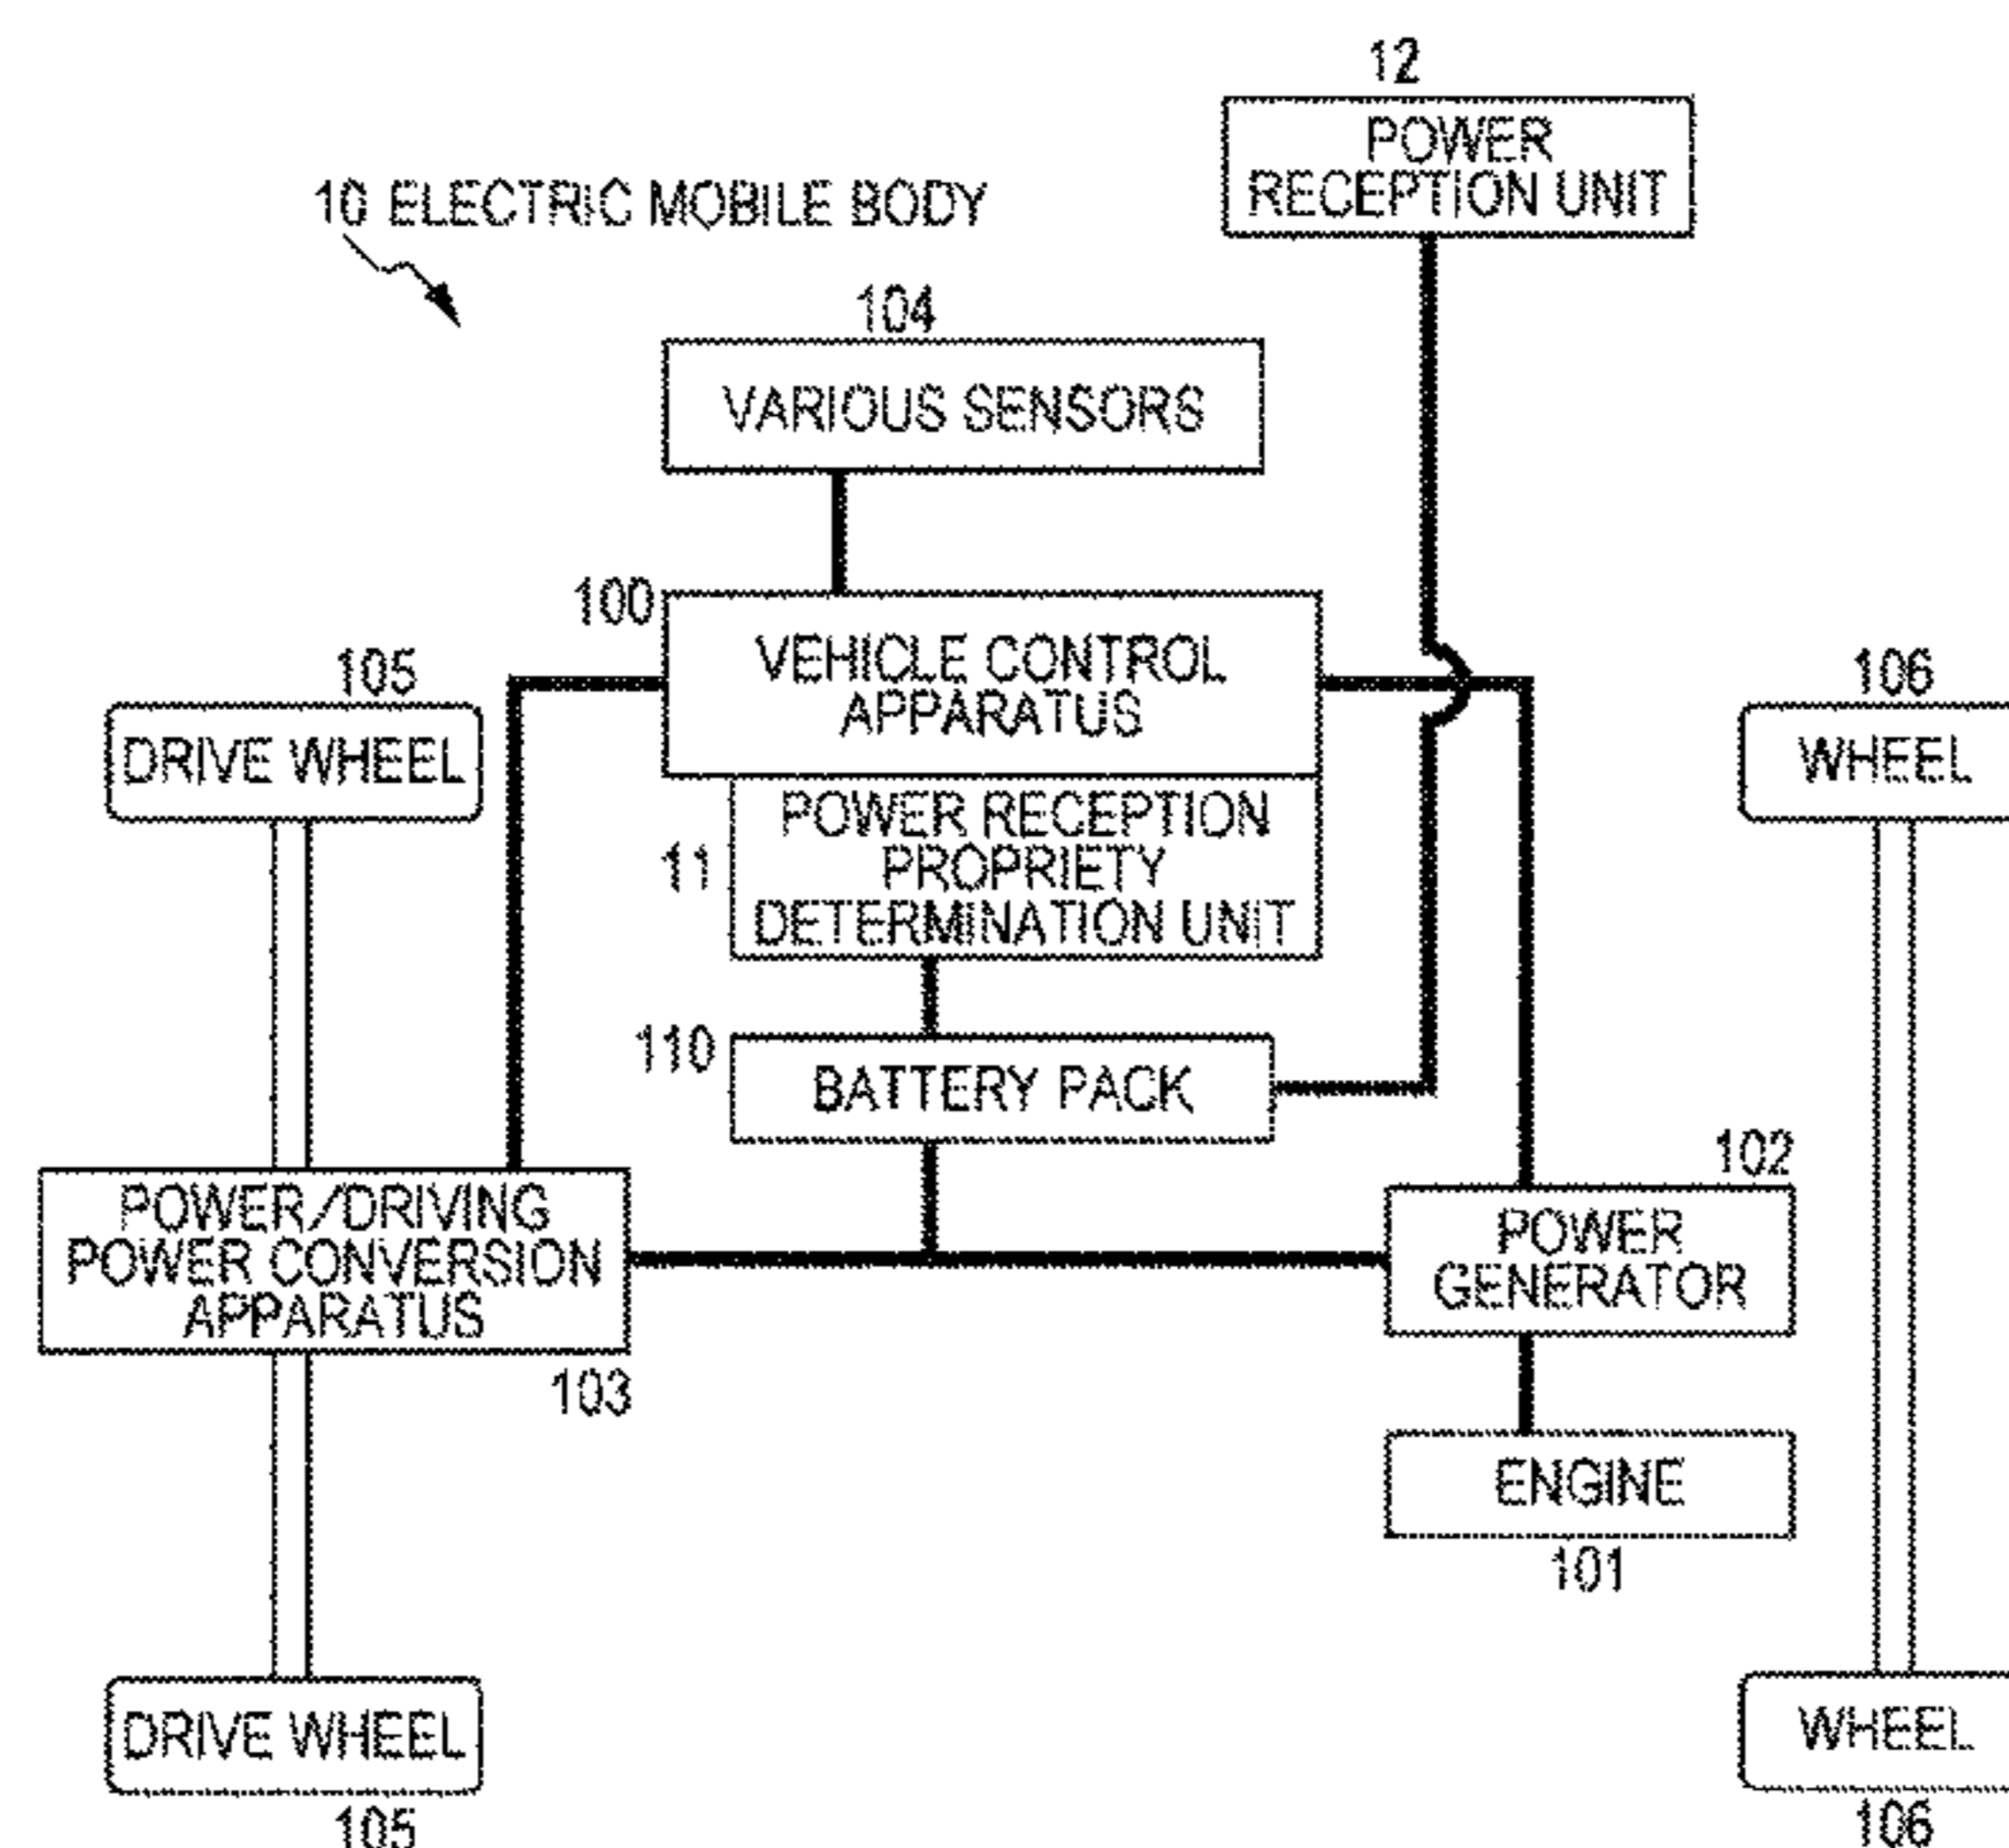 12
POWER
RECEPTION UNIT
10 ELECTRIC MOBILE BODY
104
VARIOUS SENSORS
100
VEHICLE CONTROL
APPARATUS
105
DRIVE WHEEL
106
WHEEL
11
POWER RECEPTION
PROPRIETY
DETERMINATION UNIT
110
BATTERY PACK
102
POWER
GENERATOR
POWER/DRIVING
POWER CONVERSION
APPARATUS
103
ENGINE
101
DRIVE WHEEL
105
WHEEL
106